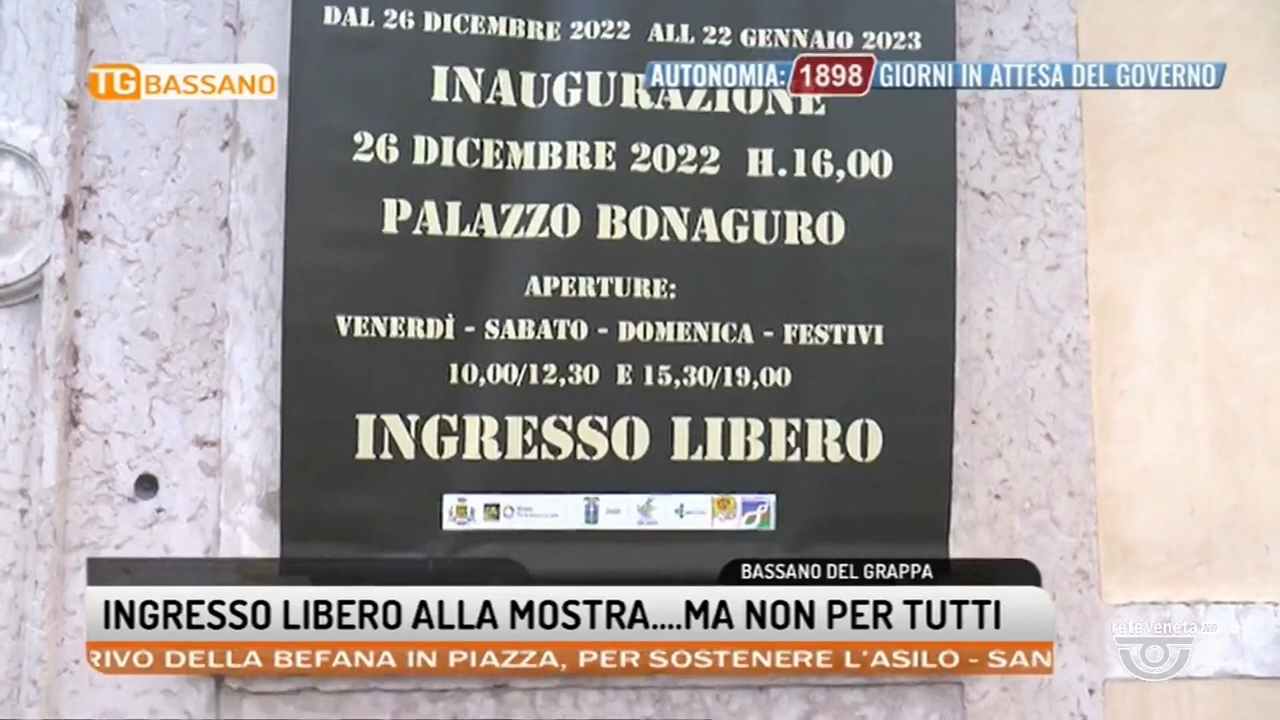 DAL 26 DICEMBRE 2022 ALL 22 GENNAIO 2023
TG BASSANO
AUTONOMIA: 1898 GIORNI IN ATTESA DEL GOVERNO
INAUGURAZIONE
26 DICEMBRE 2022 H.16,00
PALAZZO BONAGURO
APERTURE:
VENERDÌ - SABATO - DOMENICA - FESTIVI
10,00/12,30 E 15,30/19,00
INGRESSO LIBERO
BASSANO DEL GRAPPA
INGRESSO LIBERO ALLA MOSTRA....MA NON PER TUTTI
reteveneta
RIVO DELLA BEFANA IN PIAZZA, PER SOSTENERE L'ASILO - SAN